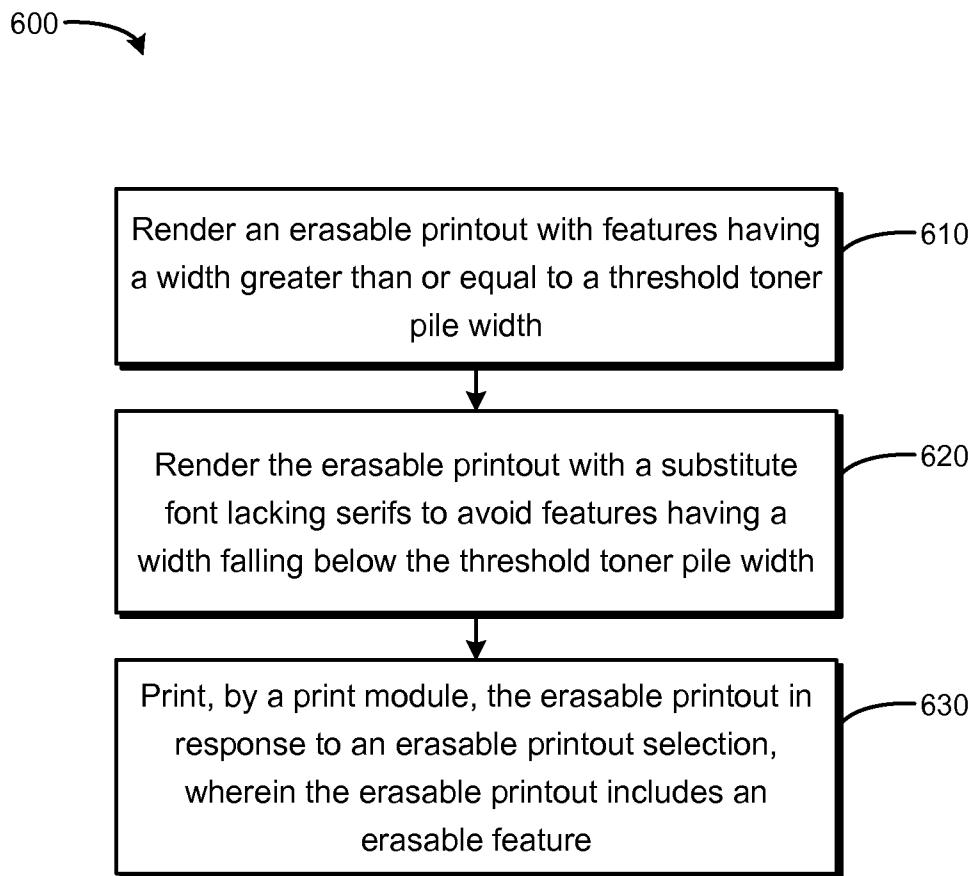 600
Render an erasable printout with features having
a width greater than or equal to a threshold toner
pile width
610
Render the erasable printout with a substitute
font lacking serifs to avoid features having a
width falling below the threshold toner pile width
620
Print, by a print module, the erasable printout in
response to an erasable printout selection,
wherein the erasable printout includes an
erasable feature
630